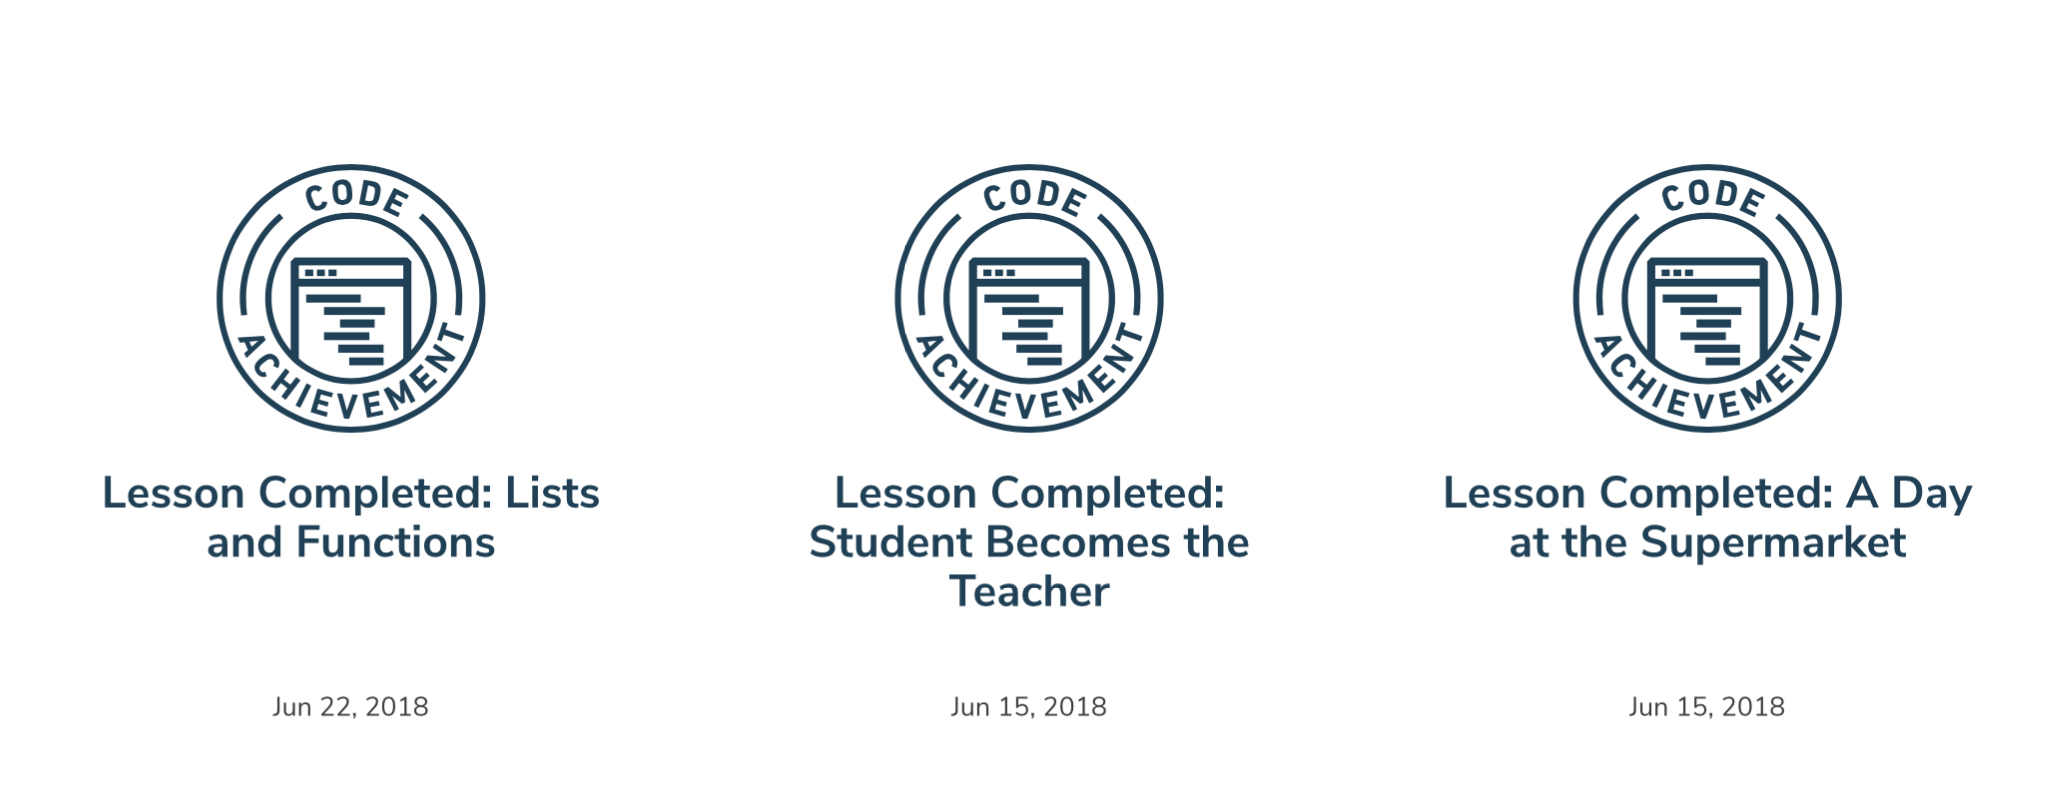 CODE
ACHIEVEMENT
Lesson Completed: Lists
and Functions
Jun 22, 2018
CODE
ACHIEVEMENT
Lesson Completed:
Student Becomes the
Teacher
Jun 15, 2018
CODE
ACHIEVEMENT
Lesson Completed: A Day
at the Supermarket
Jun 15, 2018